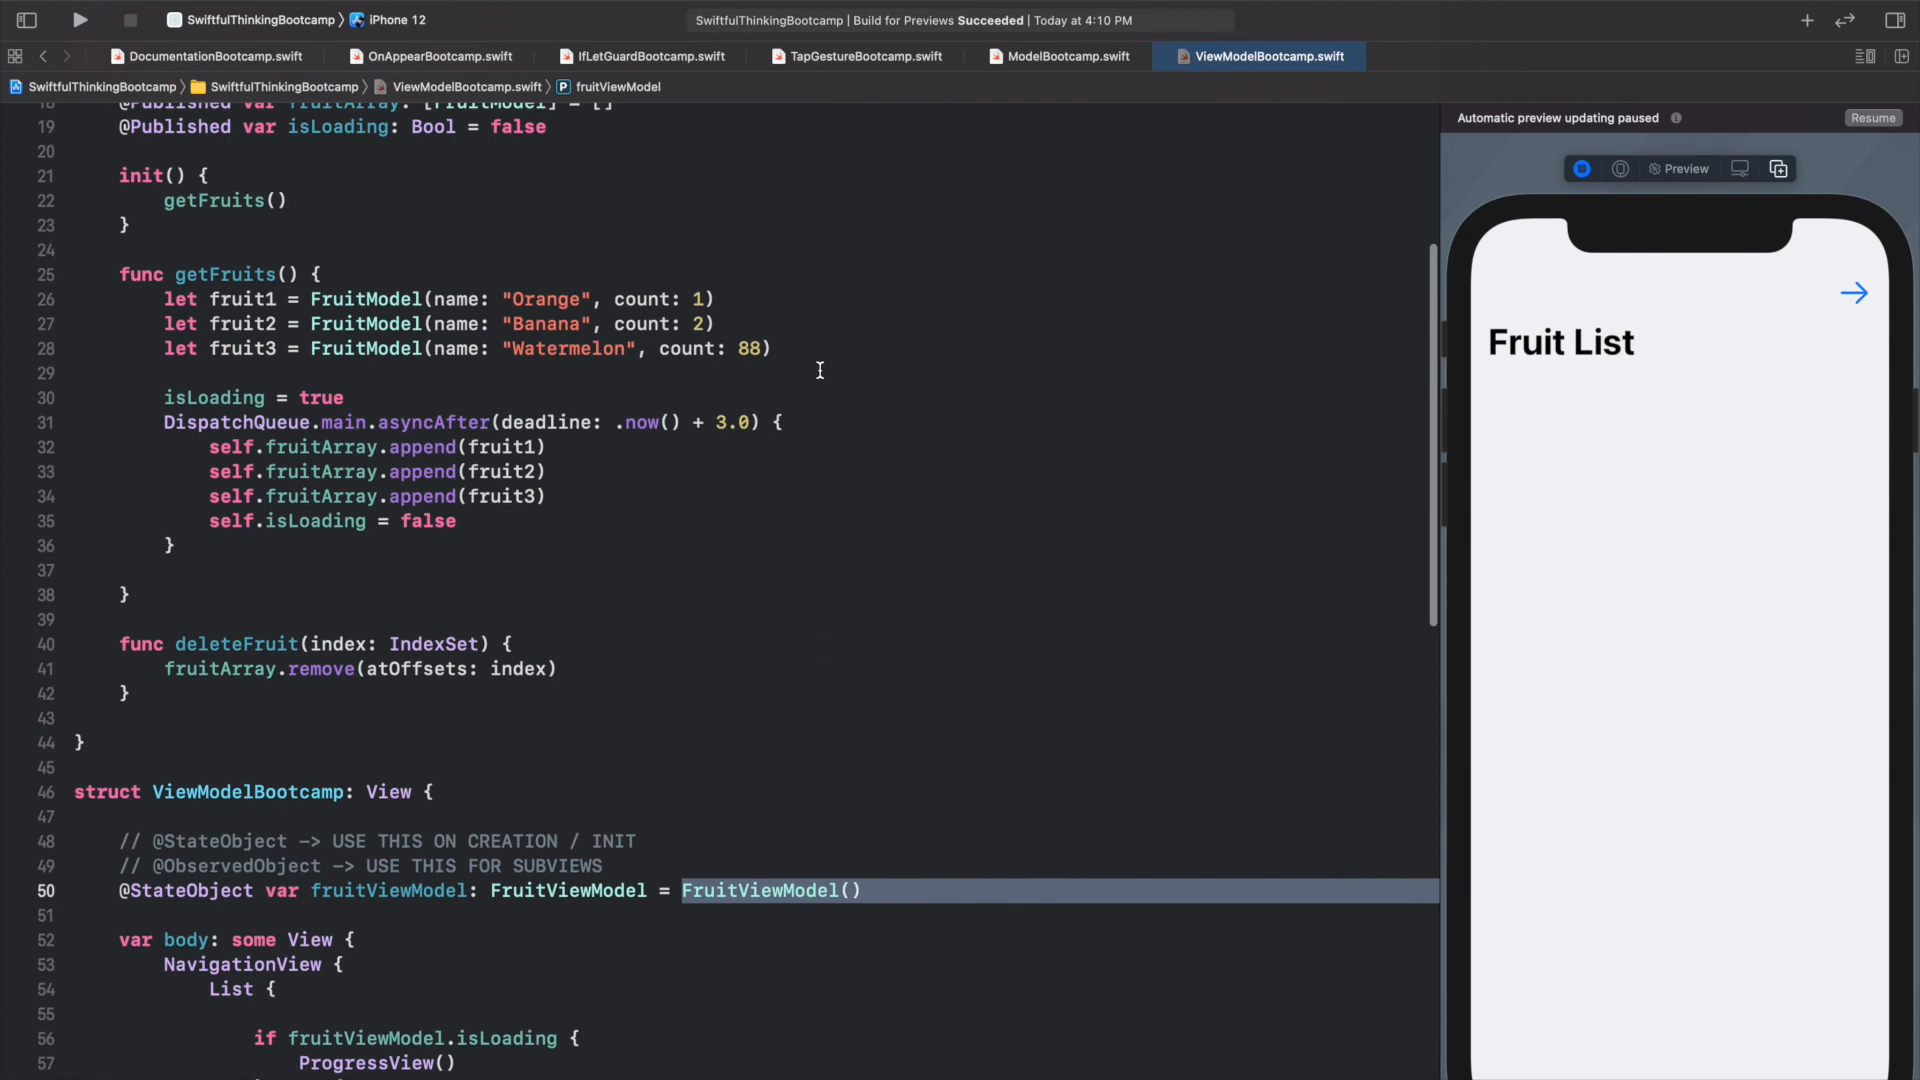 SwiftfulThinkingBootcamp 〉 iPhone 12
SwiftfulThinkingBootcamp | Build for Previews Succeeded | Today at 4:10 PM
DocumentationBootcamp.swift OnAppearBootcamp.swift IfLetGuardBootcamp.swift TapGestureBootcamp.swift ModelBootcamp.swift ViewModelBootcamp.swift
SwiftfulThinkingBootcamp 〉 SwiftfulThinkingBootcamp 〉 ViewModelBootcamp.swift 〉 P fruitViewModel
18 @Published var fruitArray: [FruitModel] = []
19 @Published var isLoading: Bool = false
20
21 init() {
22 getFruits()
23 }
24
25 func getFruits() {
26 let fruit1 = FruitModel(name: "Orange", count: 1)
27 let fruit2 = FruitModel(name: "Banana", count: 2)
28 let fruit3 = FruitModel(name: "Watermelon", count: 88)
29
30 isLoading = true
31 DispatchQueue.main.asyncAfter(deadline: .now() + 3.0) {
32 self.fruitArray.append(fruit1)
33 self.fruitArray.append(fruit2)
34 self.fruitArray.append(fruit3)
35 self.isLoading = false
36 }
37
38 }
39
40 func deleteFruit(index: IndexSet) {
41 fruitArray.remove(atOffsets: index)
42 }
43
44 }
45
46 struct ViewModelBootcamp: View {
47
48 // @StateObject -> USE THIS ON CREATION / INIT
49 // @ObservedObject -> USE THIS FOR SUBVIEWS
50 @StateObject var fruitViewModel: FruitViewModel = FruitViewModel()
51
52 var body: some View {
53 NavigationView {
54 List {
55
56 if fruitViewModel.isLoading {
57 ProgressView()
Automatic preview updating paused Resume
Preview
Fruit List